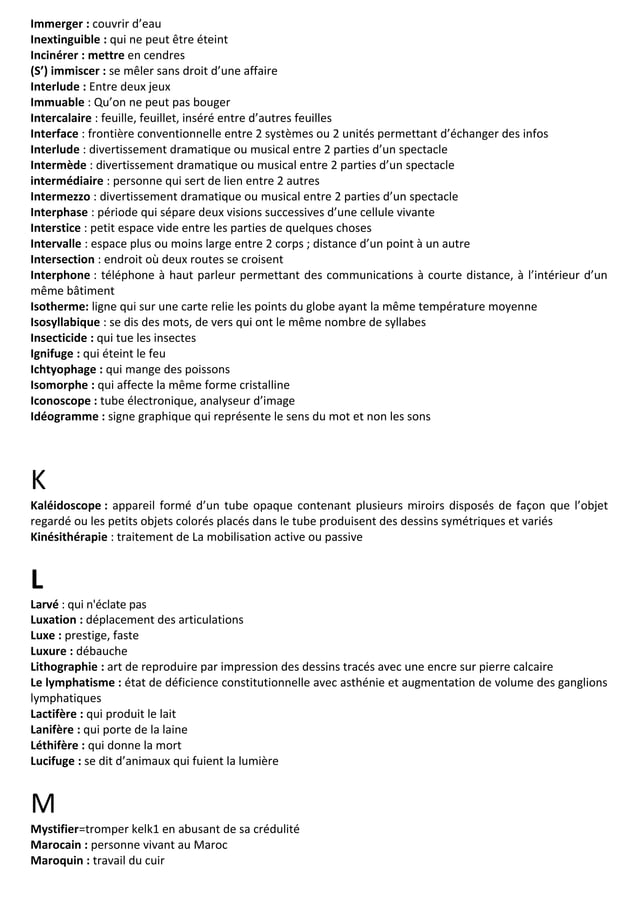 Immerger : couvrir d’eau
Inextinguible : qui ne peut être éteint
Incinérer : mettre en cendres
(S’) immiscer : se mêler sans droit d’une affaire
Interlude : Entre deux jeux
Immuable : Qu’on ne peut pas bouger
Intercalaire : feuille, feuillet, inséré entre d’autres feuilles
Interface : frontière conventionnelle entre 2 systèmes ou 2 unités permettant d’échanger des infos
Interlude : divertissement dramatique ou musical entre 2 parties d’un spectacle
Intermède : divertissement dramatique ou musical entre 2 parties d’un spectacle
intermédiaire : personne qui sert de lien entre 2 autres
Intermezzo : divertissement dramatique ou musical entre 2 parties d’un spectacle
Interphase : période qui sépare deux visions successives d’une cellule vivante
Interstice : petit espace vide entre les parties de quelques choses
Intervalle : espace plus ou moins large entre 2 corps ; distance d’un point à un autre
Intersection : endroit où deux routes se croisent
Interphone : téléphone à haut parleur permettant des communications à courte distance, à l’intérieur d’un
même bâtiment
Isotherme: ligne qui sur une carte relie les points du globe ayant la même température moyenne
Isosyllabique : se dis des mots, de vers qui ont le même nombre de syllabes
Insecticide : qui tue les insectes
Ignifuge : qui éteint le feu
Ichtyophage : qui mange des poissons
Isomorphe : qui affecte la même forme cristalline
Iconoscope : tube électronique, analyseur d’image
Idéogramme : signe graphique qui représente le sens du mot et non les sons
K
Kaléidoscope : appareil formé d’un tube opaque contenant plusieurs miroirs disposés de façon que l’objet
regardé ou les petits objets colorés placés dans le tube produisent des dessins symétriques et variés
Kinésithérapie : traitement de La mobilisation active ou passive
L
Larvé : qui n'éclate pas
Luxation : déplacement des articulations
Luxe : prestige, faste
Luxure : débauche
Lithographie : art de reproduire par impression des dessins tracés avec une encre sur pierre calcaire
Le lymphatisme : état de déficience constitutionnelle avec asthénie et augmentation de volume des ganglions
lymphatiques
Lactifère : qui produit le lait
Lanifère : qui porte de la laine
Léthifère : qui donne la mort
Lucifuge : se dit d’animaux qui fuient la lumière
M
Mystifier=tromper kelk1 en abusant de sa crédulité
Marocain : personne vivant au Maroc
Maroquin : travail du cuir